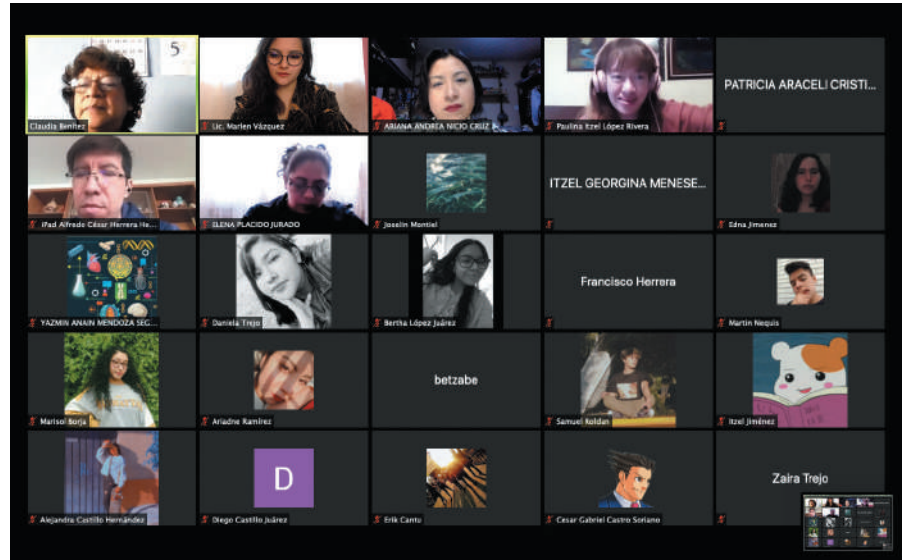 5
Claudia Benítez
Lic. Marlen Vázquez
ARIANA ANDREA NICIO CRUZ
Paulina Itzel López Rivera
PATRICIA ARACELI CRISTI...
iPad Alfredo César Herrera He...
ELENA PLACIDO JURADO
Joselin Montiel
ITZEL GEORGINA MENESE...
Edna Jimenez
YAZMIN ANAIN MENDOZA SEG...
Daniela Trejo
Bertha López Juárez
Francisco Herrera
Martin Nequis
Marisol Borja
Ariadne Ramírez
betzabe
Samuel Roldan
Itzel Jiménez
Alejandra Castillo Hernández
D
Diego Castillo Juárez
Erik Cantu
Cesar Gabriel Castro Soriano
Zaira Trejo